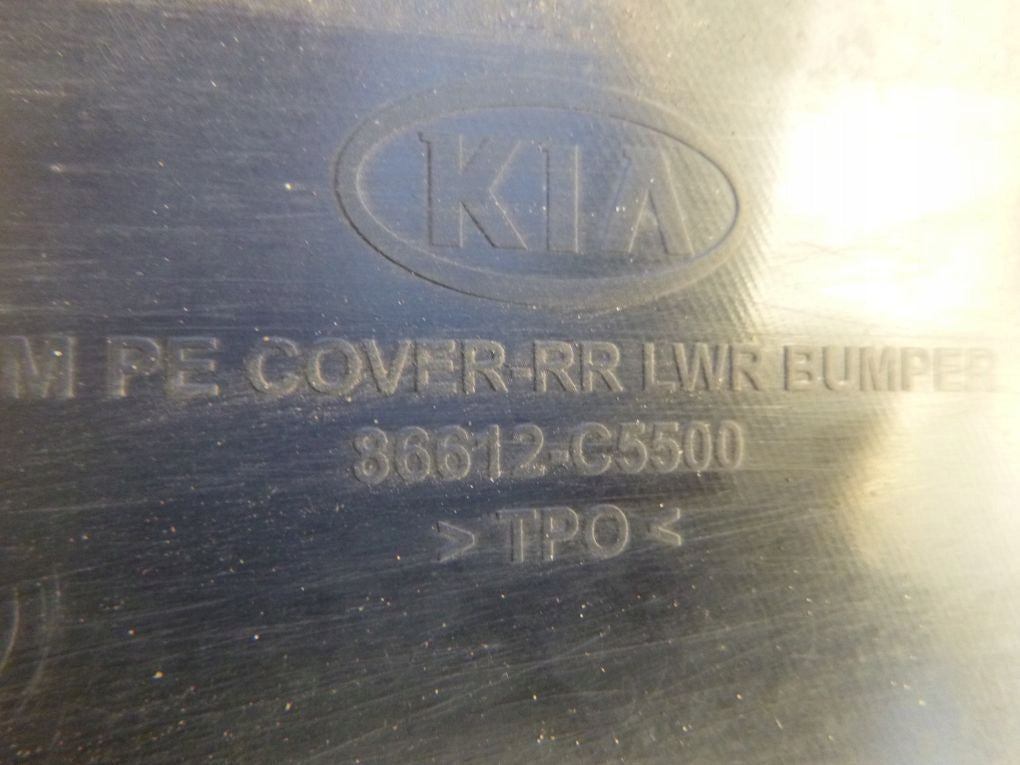 KIA
M PE COVER-RR LWR BUMPER
86612-C5500
> TPO <